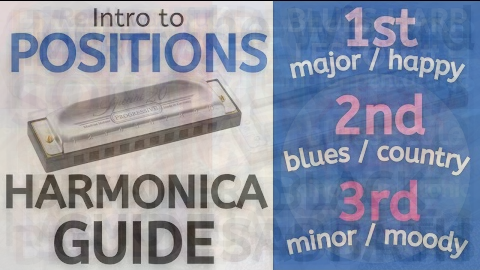 Intro to
POSITIONS
HARMONICA
GUIDE
1st
major / happy
2nd
blues / country
3rd
minor / moody